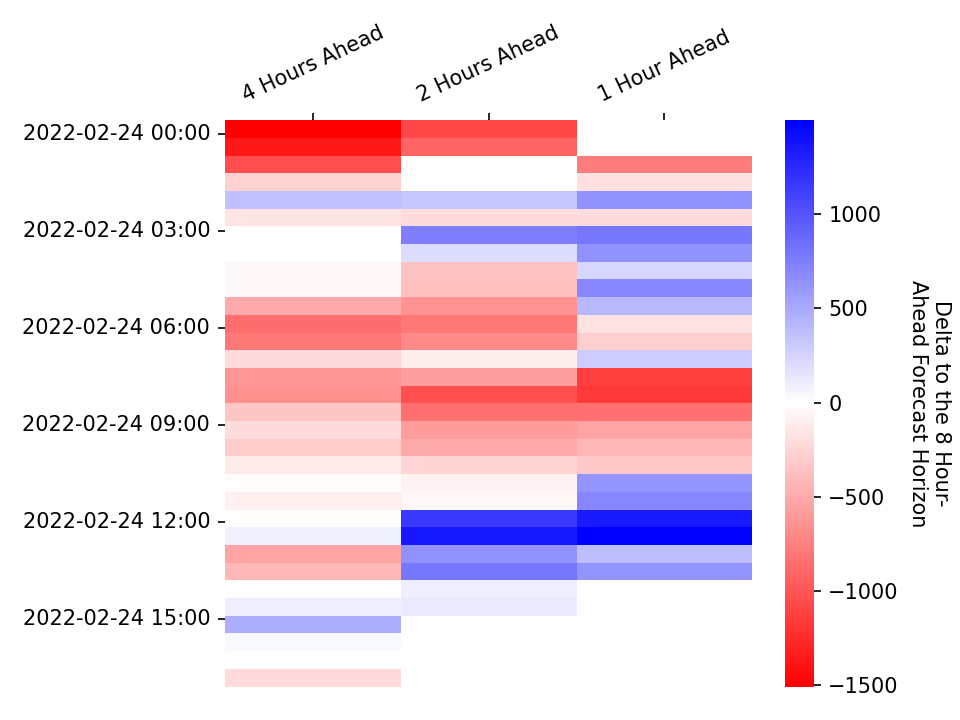 4 Hours Ahead
2 Hours Ahead
1 Hour Ahead
2022-02-24 00:00
2022-02-24 03:00
2022-02-24 06:00
2022-02-24 09:00
2022-02-24 12:00
2022-02-24 15:00
1000
500
0
−500
−1000
−1500
Delta to the 8 Hour-
Ahead Forecast Horizon